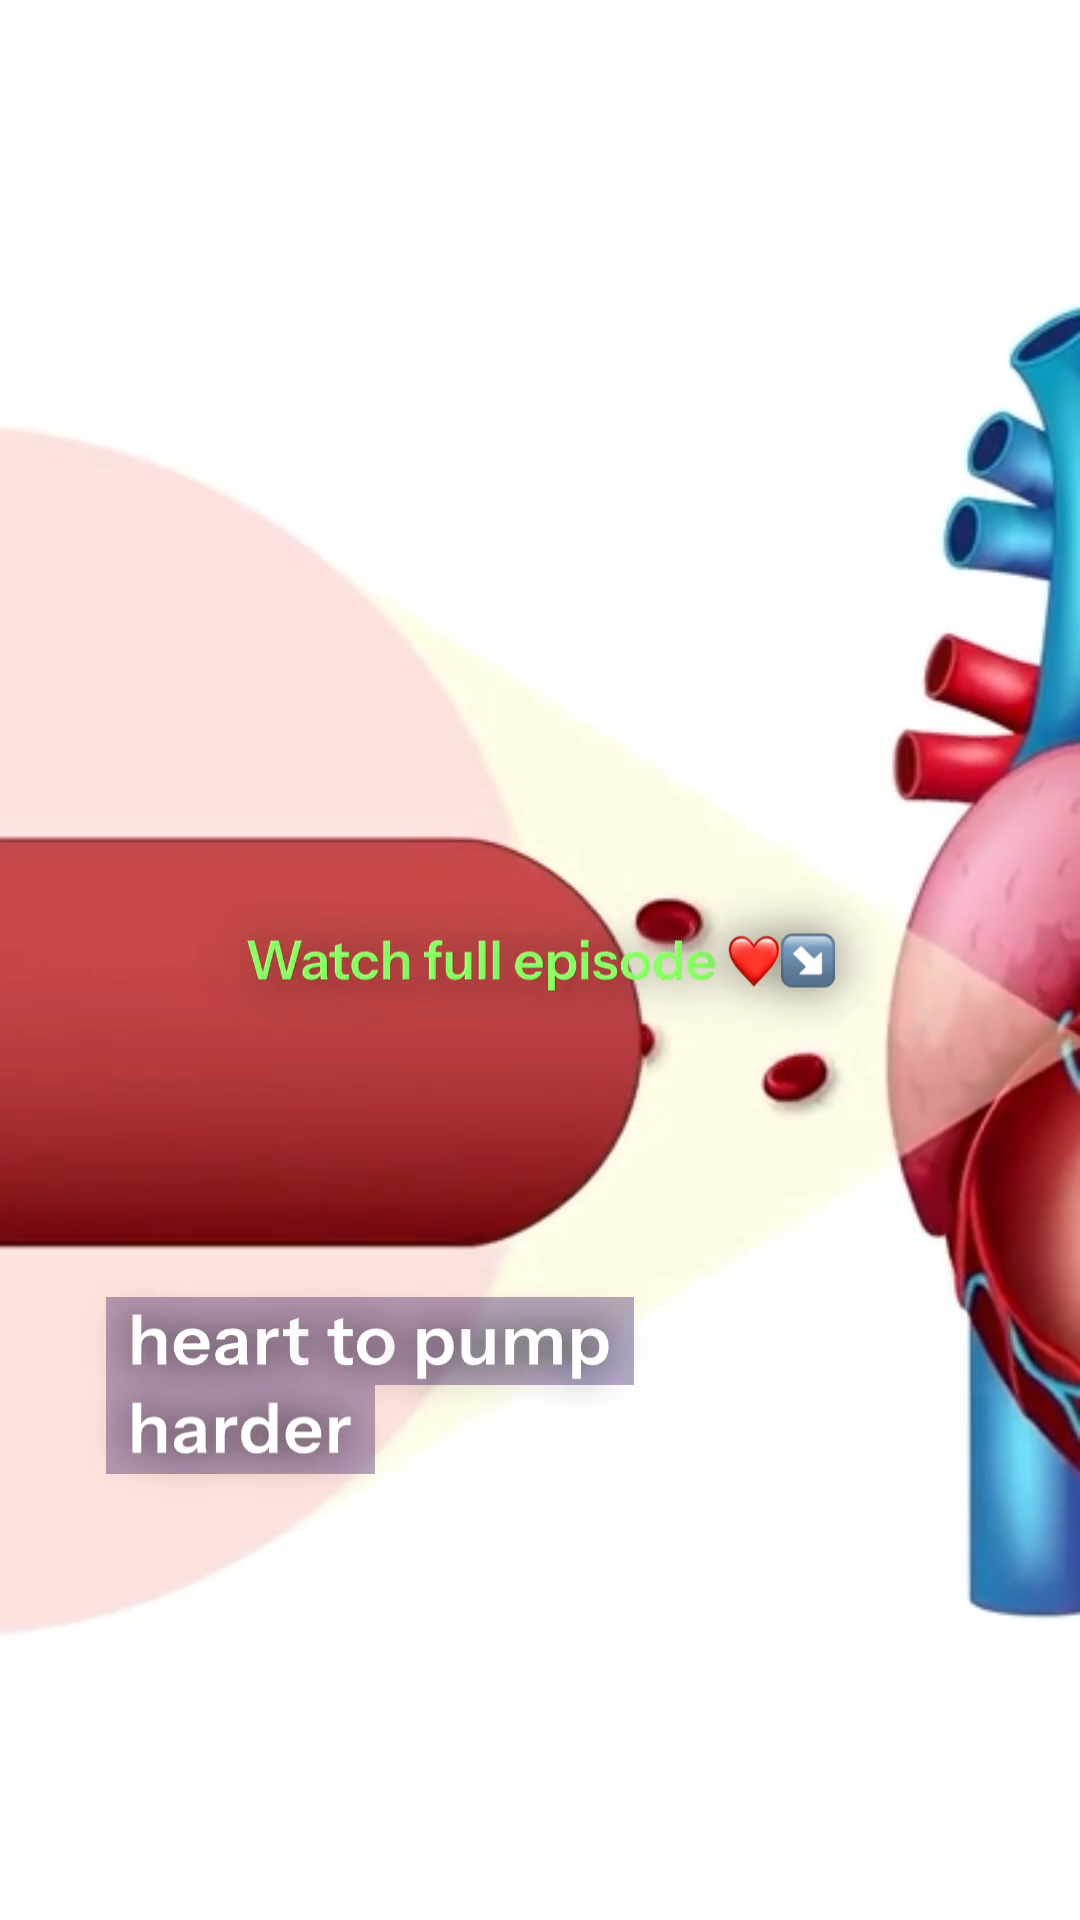 Watch full episode ❤️↘️
heart to pump
harder